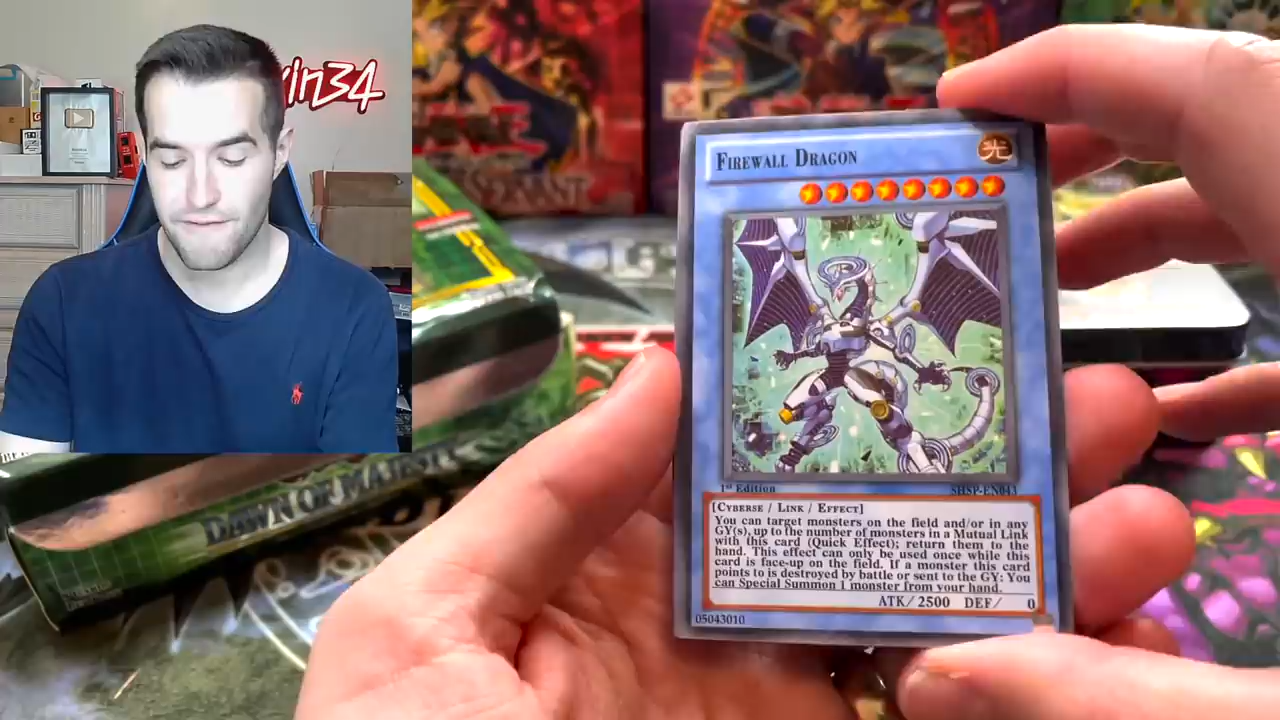 xin34
FIREWALL DRAGON
光
1st Edition
SHSP-EN043
[CYBERSE / LINK / EFFECT]
You can target monsters on the field and/or in any
GY(s), up to the number of monsters in a Mutual Link
with this card (Quick Effect); return them to the
hand. This effect can only be used once while this
card is face-up on the field. If a monster this card
points to is destroyed by battle or sent to the GY: You
can Special Summon 1 monster from your hand.
ATK/ 2500 DEF/ 0
05043010
DAWN OF MAJESTY